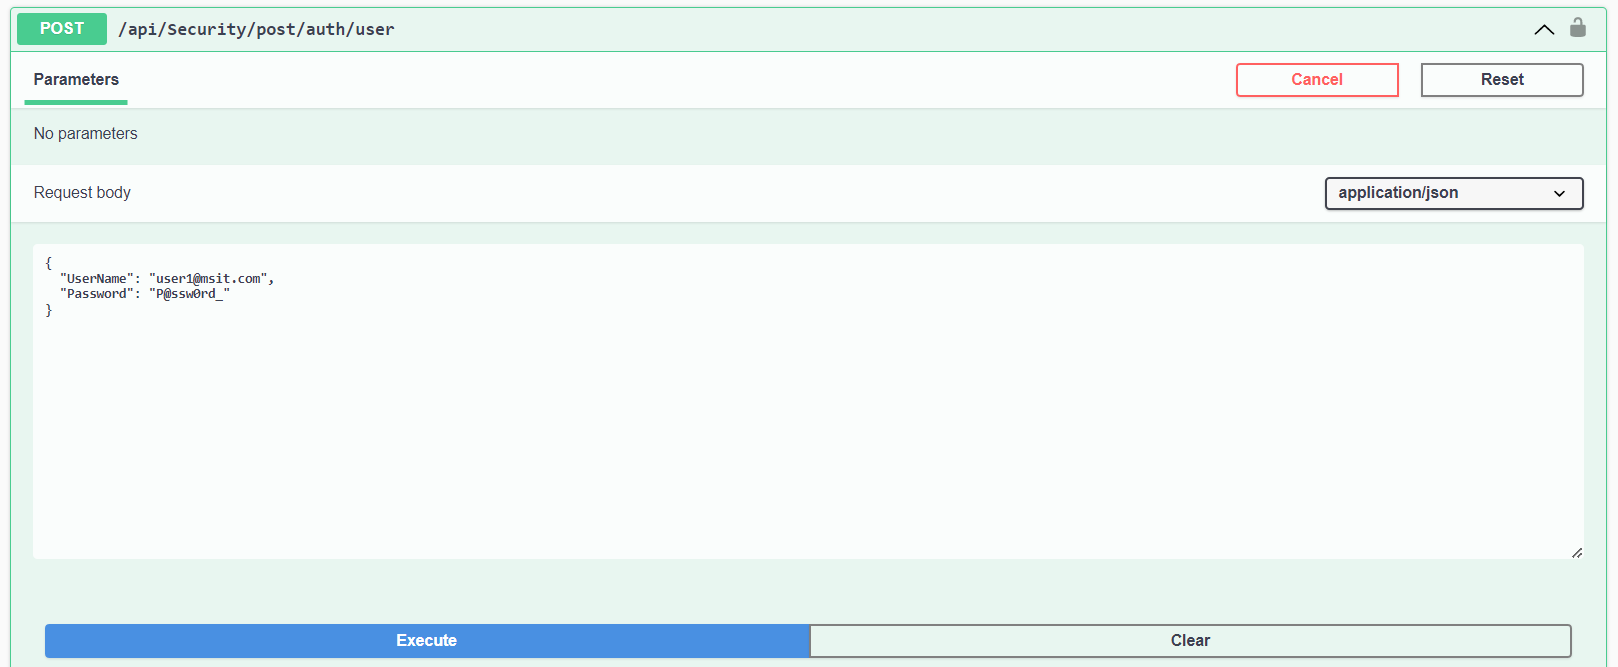 POST /api/Security/post/auth/user
Parameters Cancel Reset
No parameters
Request body application/json
{
"UserName": "user1@msit.com",
"Password": "P@ssw0rd_"
}
Execute Clear